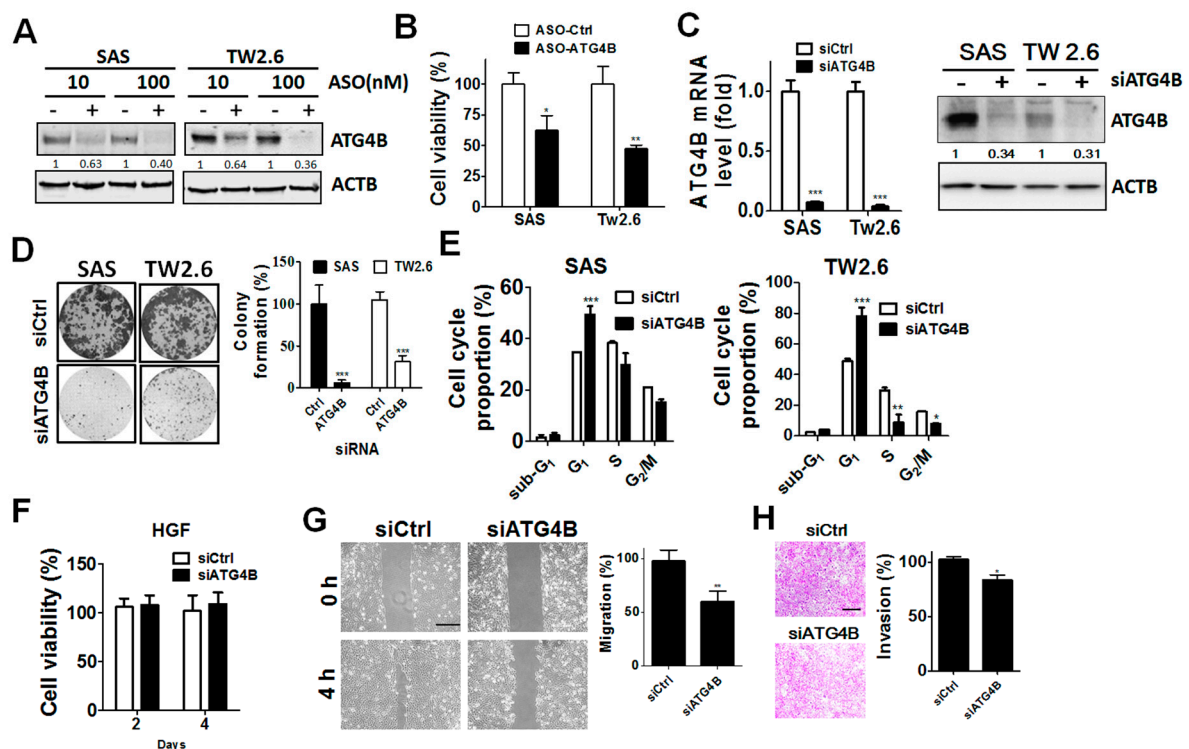 A
SAS TW2.6
10 100 10 100 ASO(nM)
- + - + - + - +
ATG4B
1 0.63 1 0.40 1 0.64 1 0.36
ACTB
B
ASO-Ctrl
ASO-ATG4B
Cell viability (%)
125
100
75
50
25
0
*
**
SAS Tw2.6
C
siCtrl
siATG4B
ATG4B mRNA
level (fold)
1.0
0.5
0.0
*** ***
SAS Tw2.6
SAS TW 2.6
- + - + siATG4B
ATG4B
1 0.34 1 0.31
ACTB
D
SAS TW2.6
siCtrl
siATG4B
SAS TW2.6
Colony
formation (%)
150
100
50
0
*** ***
Ctrl ATG4B Ctrl ATG4B
siRNA
E
SAS
siCtrl
siATG4B
Cell cycle
proportion (%)
60
40
20
0
***
sub-G1 G1 S G2/M
TW2.6
siCtrl
siATG4B
Cell cycle
proportion (%)
100
80
60
40
20
0
***
**
*
sub-G1 G1 S G2/M
F
HGF
siCtrl
siATG4B
Cell viability (%)
150
100
50
0
2 4
Days
G
siCtrl siATG4B
0 h
4 h
Migration (%)
100
50
0
**
siCtrl siATG4B
H
siCtrl
siATG4B
Invasion (%)
100
50
0
*
siCtrl siATG4B